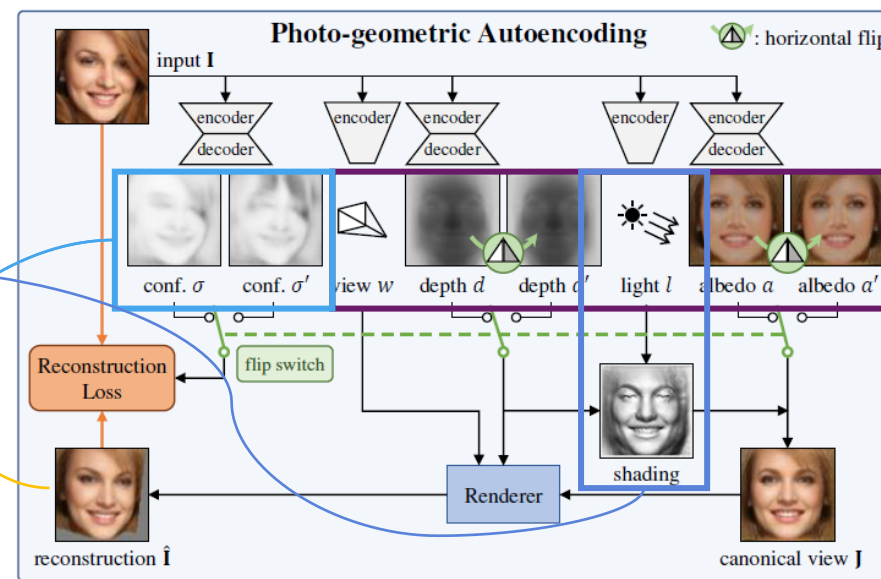 Photo-geometric Autoencoding
: horizontal flip
input I
encoder
decoder
encoder
encoder
decoder
encoder
encoder
decoder
conf. σ
conf. σ′
view w
depth d
depth d′
light l
albedo a
albedo a′
flip switch
Reconstruction
Loss
shading
Renderer
reconstruction Î
canonical view J